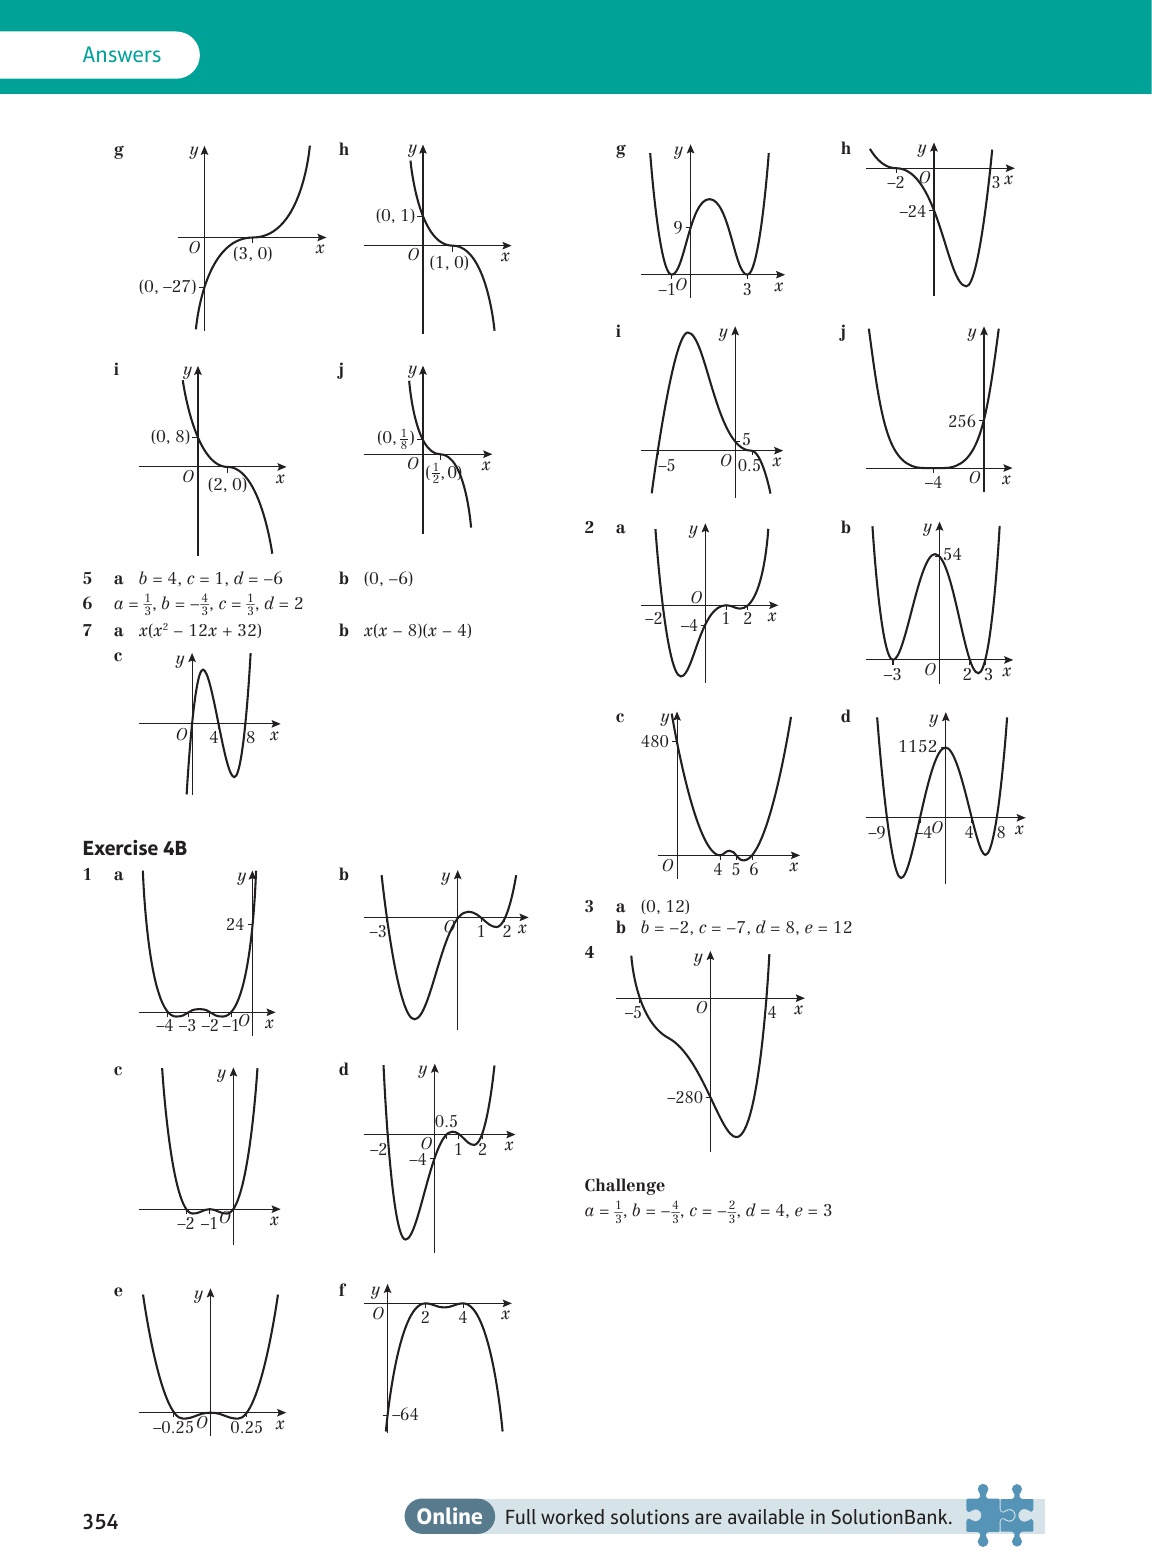 Answers
g
y
O
(3, 0)
x
(0, −27)
h
y
(0, 1)
O
(1, 0)
x
i
y
(0, 8)
O
(2, 0)
x
j
y
(0, 1/8)
O
(1/2, 0)
x
5 a b = 4, c = 1, d = −6 b (0, −6)
6 a = 1/3, b = −4/3, c = 1/3, d = 2
7 a x(x² − 12x + 32) b x(x − 8)(x − 4)
c
y
O 4 8 x
Exercise 4B
1 a
y
24
−4 −3 −2 −1 O x
b
y
−3 O 1 2 x
c
y
−2 −1 O x
d
y
0.5
−2 O 1 2 x
−4
e
y
−0.25 O 0.25 x
f
y
O 2 4 x
−64
g
y
9
−1 O 3 x
h
y
−2 O 3 x
−24
i
y
5
−5 O 0.5 x
j
y
256
−4 O x
2 a
y
O
−2 1 2 x
−4
b
y
54
−3 O 2 3 x
c
y
480
O 4 5 6 x
d
y
1152
−9 −4 O 4 8 x
3 a (0, 12)
b b = −2, c = −7, d = 8, e = 12
4
y
−5 O 4 x
−280
Challenge
a = 1/3, b = −4/3, c = −2/3, d = 4, e = 3
354
Online Full worked solutions are available in SolutionBank.